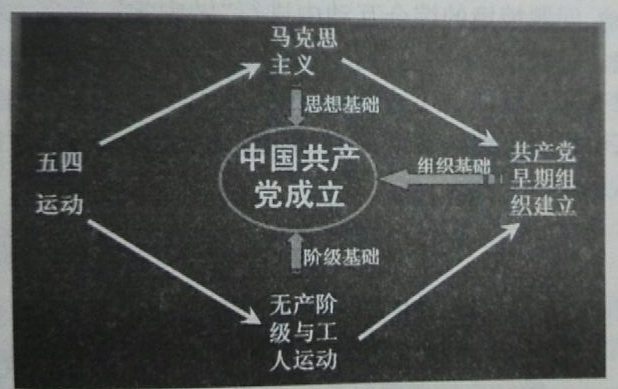 马克思
主义
思想基础
五四
运动
中国共产
党成立
组织基础
共产党
早期组
织建立
阶级基础
无产阶
级与工
人运动